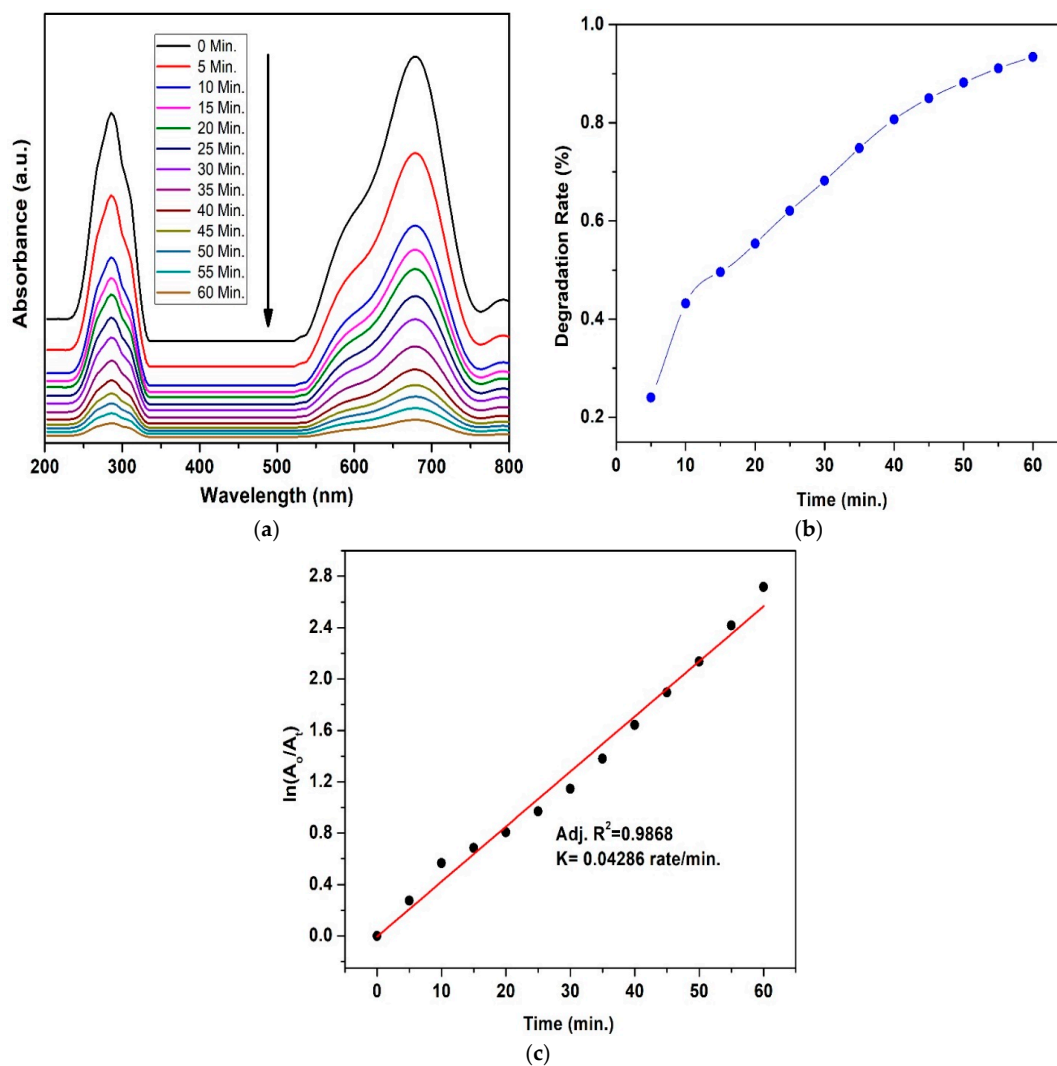 Absorbance (a.u.)
0 Min.
5 Min.
10 Min.
15 Min.
20 Min.
25 Min.
30 Min.
35 Min.
40 Min.
45 Min.
50 Min.
55 Min.
60 Min.
200 300 400 500 600 700 800
Wavelength (nm)
(a)
Degradation Rate (%)
1.0
0.8
0.6
0.4
0.2
0 10 20 30 40 50 60
Time (min.)
(b)
ln(Ao/At)
2.8
2.4
2.0
1.6
1.2
0.8
0.4
0.0
Adj. R²=0.9868
K= 0.04286 rate/min.
0 10 20 30 40 50 60
Time (min.)
(c)